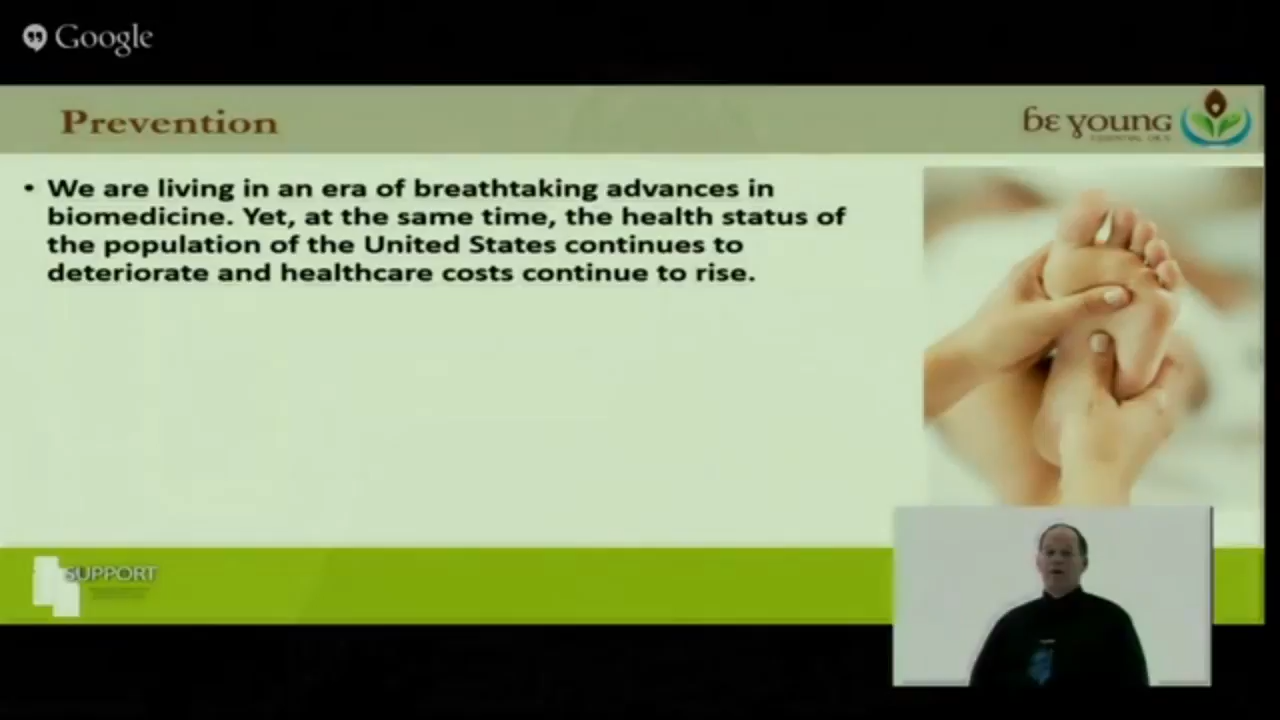 Google
Prevention
be young
ESSENTIAL OILS
• We are living in an era of breathtaking advances in
biomedicine. Yet, at the same time, the health status of
the population of the United States continues to
deteriorate and healthcare costs continue to rise.
SUPPORT